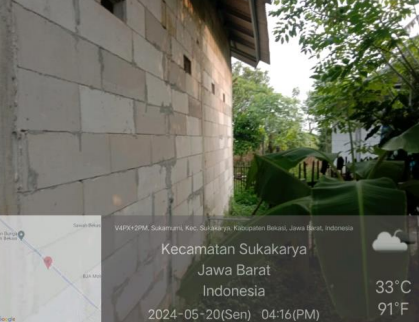 V4PX+2PM, Sukamurni, Kec. Sukakarya, Kabupaten Bekasi, Jawa Barat, Indonesia
Kecamatan Sukakarya
Jawa Barat
Indonesia
2024-05-20(Sen) 04:16(PM)
33°C
91°F